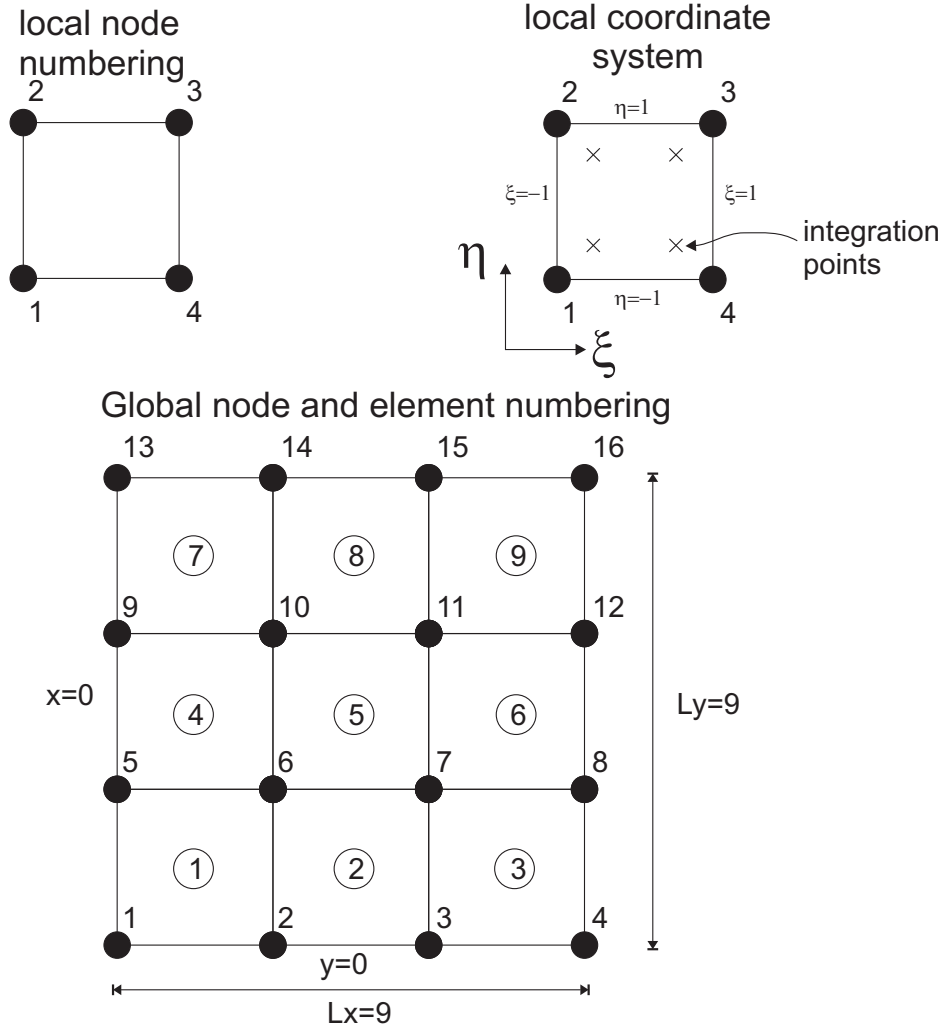 local node
numbering
2 3
1 4
local coordinate
system
2 η=1 3
ξ=−1 ξ=1
integration
points
η
1 η=−1 4
ξ
Global node and element numbering
13 14 15 16
7 8 9
9 10 11 12
x=0
4 5 6
Ly=9
5 6 7 8
1 2 3
1 2 3 4
y=0
Lx=9